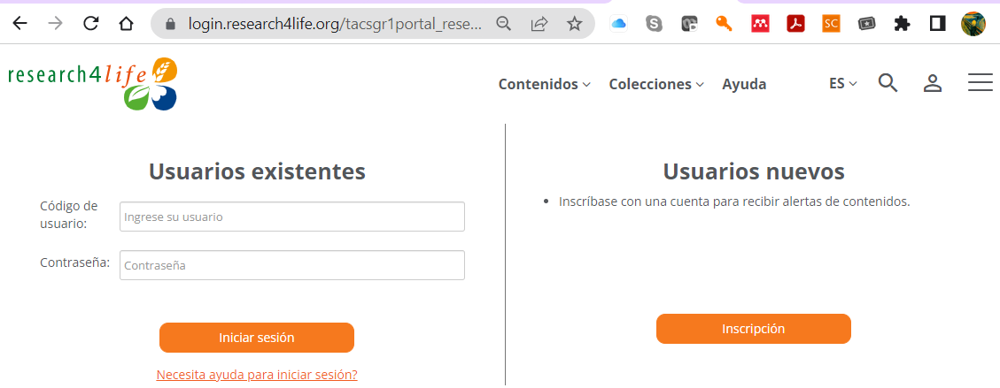 login.research4life.org/tacsgr1portal_rese...
research4life
Contenidos
Colecciones
Ayuda
ES
Usuarios existentes
Código de
usuario:
Ingrese su usuario
Contraseña:
Contraseña
Iniciar sesión
Necesita ayuda para iniciar sesión?
Usuarios nuevos
Inscríbase con una cuenta para recibir alertas de contenidos.
Inscripción